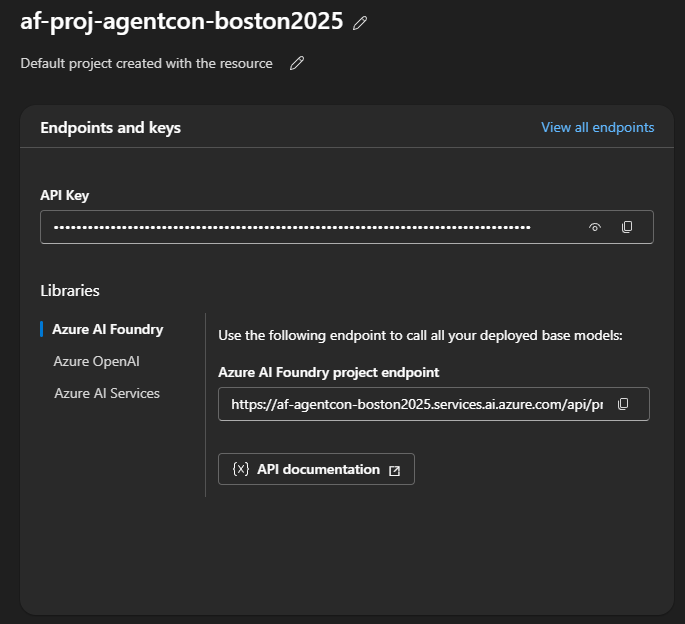 af-proj-agentcon-boston2025
Default project created with the resource
Endpoints and keys
View all endpoints
API Key
Libraries
Azure AI Foundry
Azure OpenAI
Azure AI Services
Use the following endpoint to call all your deployed base models:
Azure AI Foundry project endpoint
https://af-agentcon-boston2025.services.ai.azure.com/api/pr
{x} API documentation